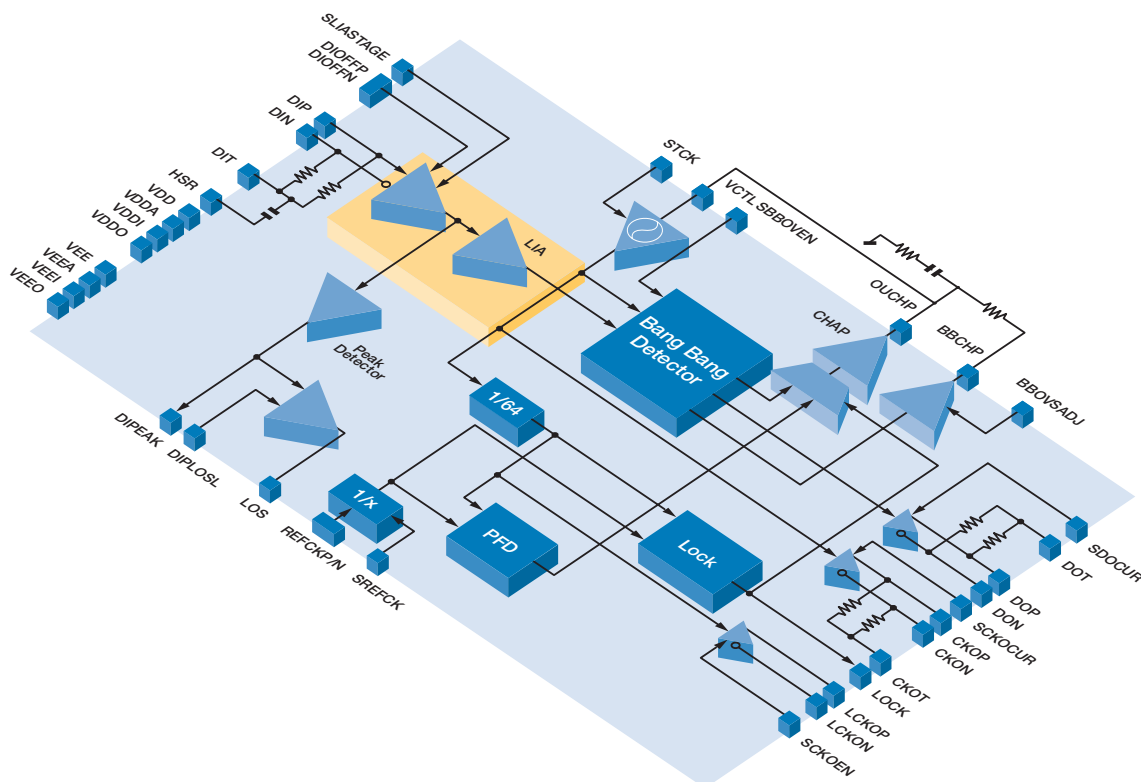 SLIASTAGE
DIOFFP
DIOFFN
DIP
DIN
DIT
HSR
VDD
VDDA
VDDI
VDDO
VEE
VEEA
VEEI
VEEO
STCK
VCTLSBBOVEN
LIA
OUCHP
CHAP
BBCHP
BBOVSADJ
Bang Bang
Detector
Peak
Detector
1/64
DIPEAK
DIPLOSL
LOS
1/x
REFCKP/N
SREFCK
PFD
Lock
SDOCUR
DOT
DOP
DON
SCKOCUR
CKOP
CKON
CKOT
LOCK
LCKOP
LCKON
SCKOEN